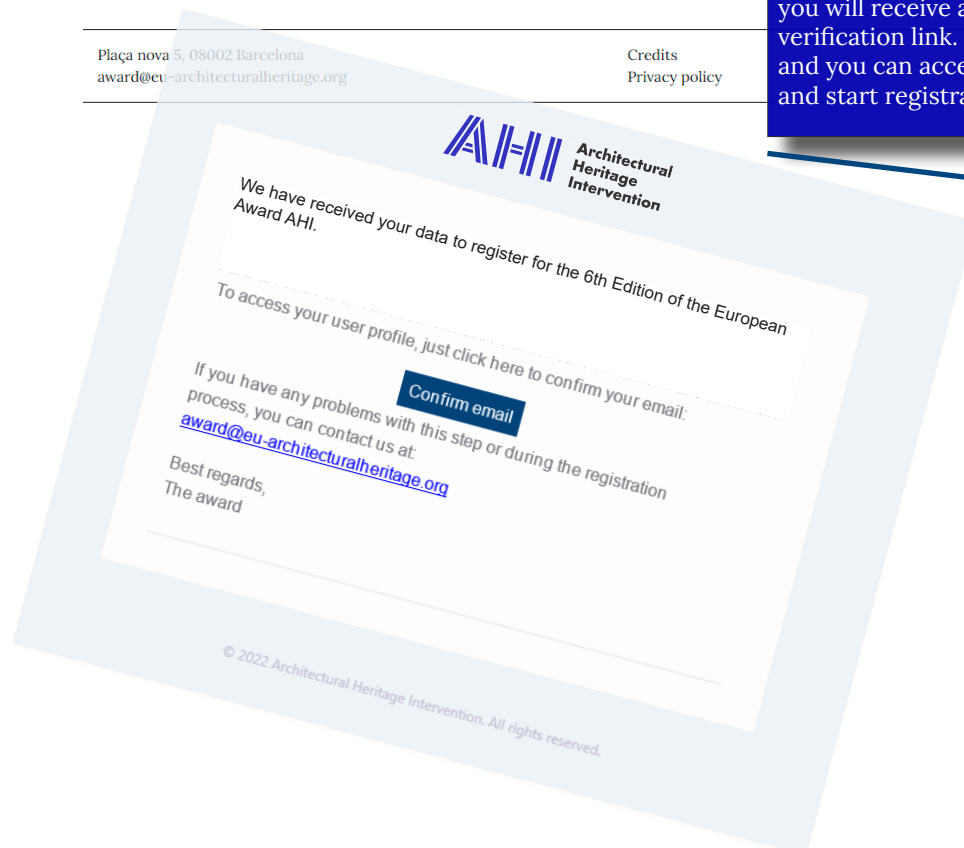 you will receive a
verification link.
and you can acce
and start registra
Plaça nova 5, 08002 Barcelona
award@eu-architecturalheritage.org
Credits
Privacy policy
AHI
Architectural
Heritage
Intervention
We have received your data to register for the 6th Edition of the European
Award AHI.
To access your user profile, just click here to confirm your email:
Confirm email
If you have any problems with this step or during the registration
process, you can contact us at:
award@eu-architecturalheritage.org
Best regards,
The award
© 2022 Architectural Heritage Intervention. All rights reserved.